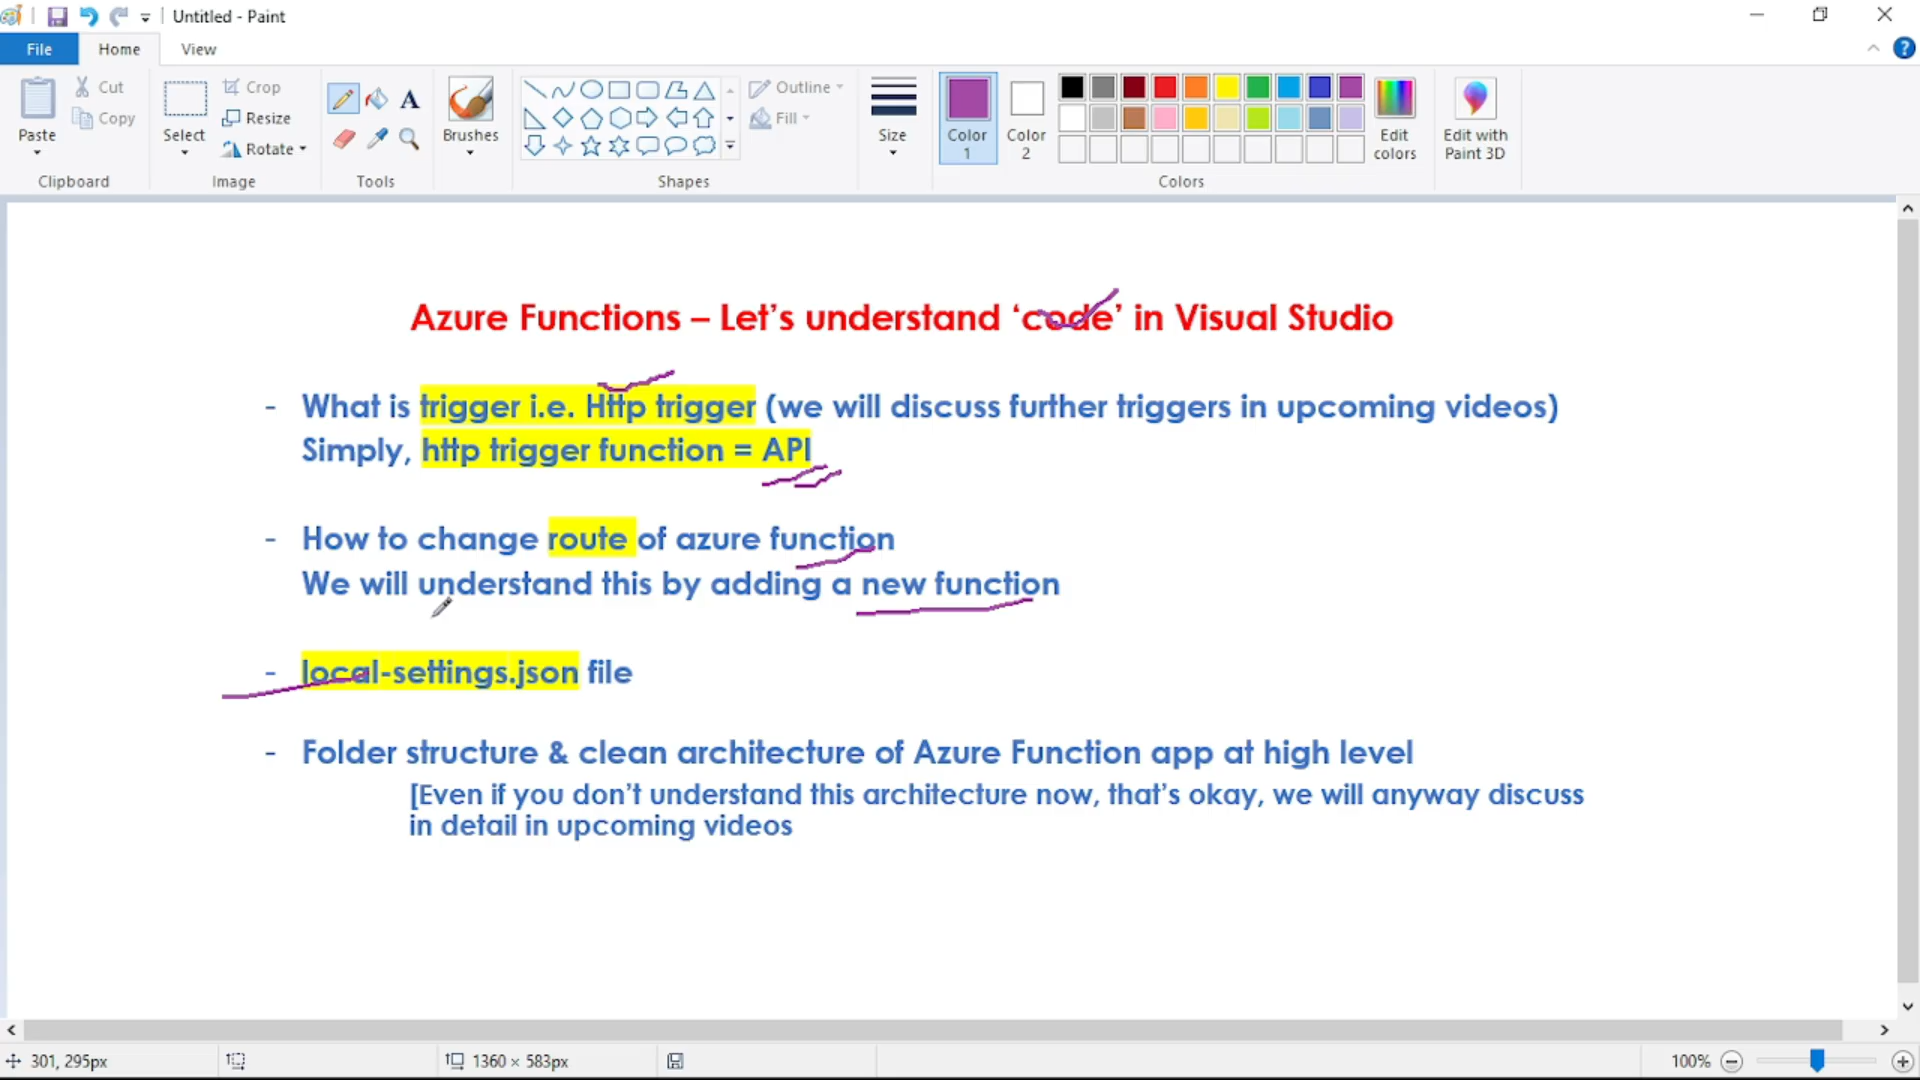 Untitled - Paint
File Home View
Paste
Cut
Copy
Clipboard
Select
Crop
Resize
Rotate
Image
A
Tools
Brushes
Shapes
Outline
Fill
Size
Color 1
Color 2
Edit colors
Edit with Paint 3D
Colors
Azure Functions – Let’s understand ‘code’ in Visual Studio
- What is trigger i.e. Http trigger (we will discuss further triggers in upcoming videos)
Simply, http trigger function = API
- How to change route of azure function
We will understand this by adding a new function
- local-settings.json file
- Folder structure & clean architecture of Azure Function app at high level
[Even if you don’t understand this architecture now, that’s okay, we will anyway discuss
in detail in upcoming videos
301, 295px
1360 × 583px
100%